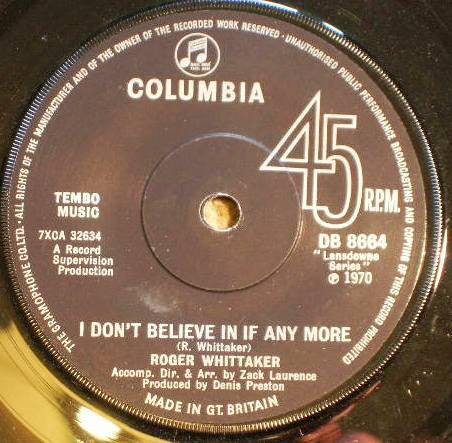 THE GRAMOPHONE CO. LTD. · ALL RIGHTS OF THE MANUFACTURER AND OF THE OWNER OF THE RECORDED WORK RESERVED · UNAUTHORISED PUBLIC PERFORMANCE BROADCASTING AND COPYING OF THIS RECORD PROHIBITED
COLUMBIA
45
R.P.M.
TEMBO
MUSIC
7XCA 32634
A Record
Supervision
Production
DB 8664
"Lansdowne
Series"
℗ 1970
I DON'T BELIEVE IN IF ANY MORE
(R. Whittaker)
ROGER WHITTAKER
Accomp. Dir. & Arr. by Zack Laurence
Produced by Denis Preston
MADE IN GT. BRITAIN